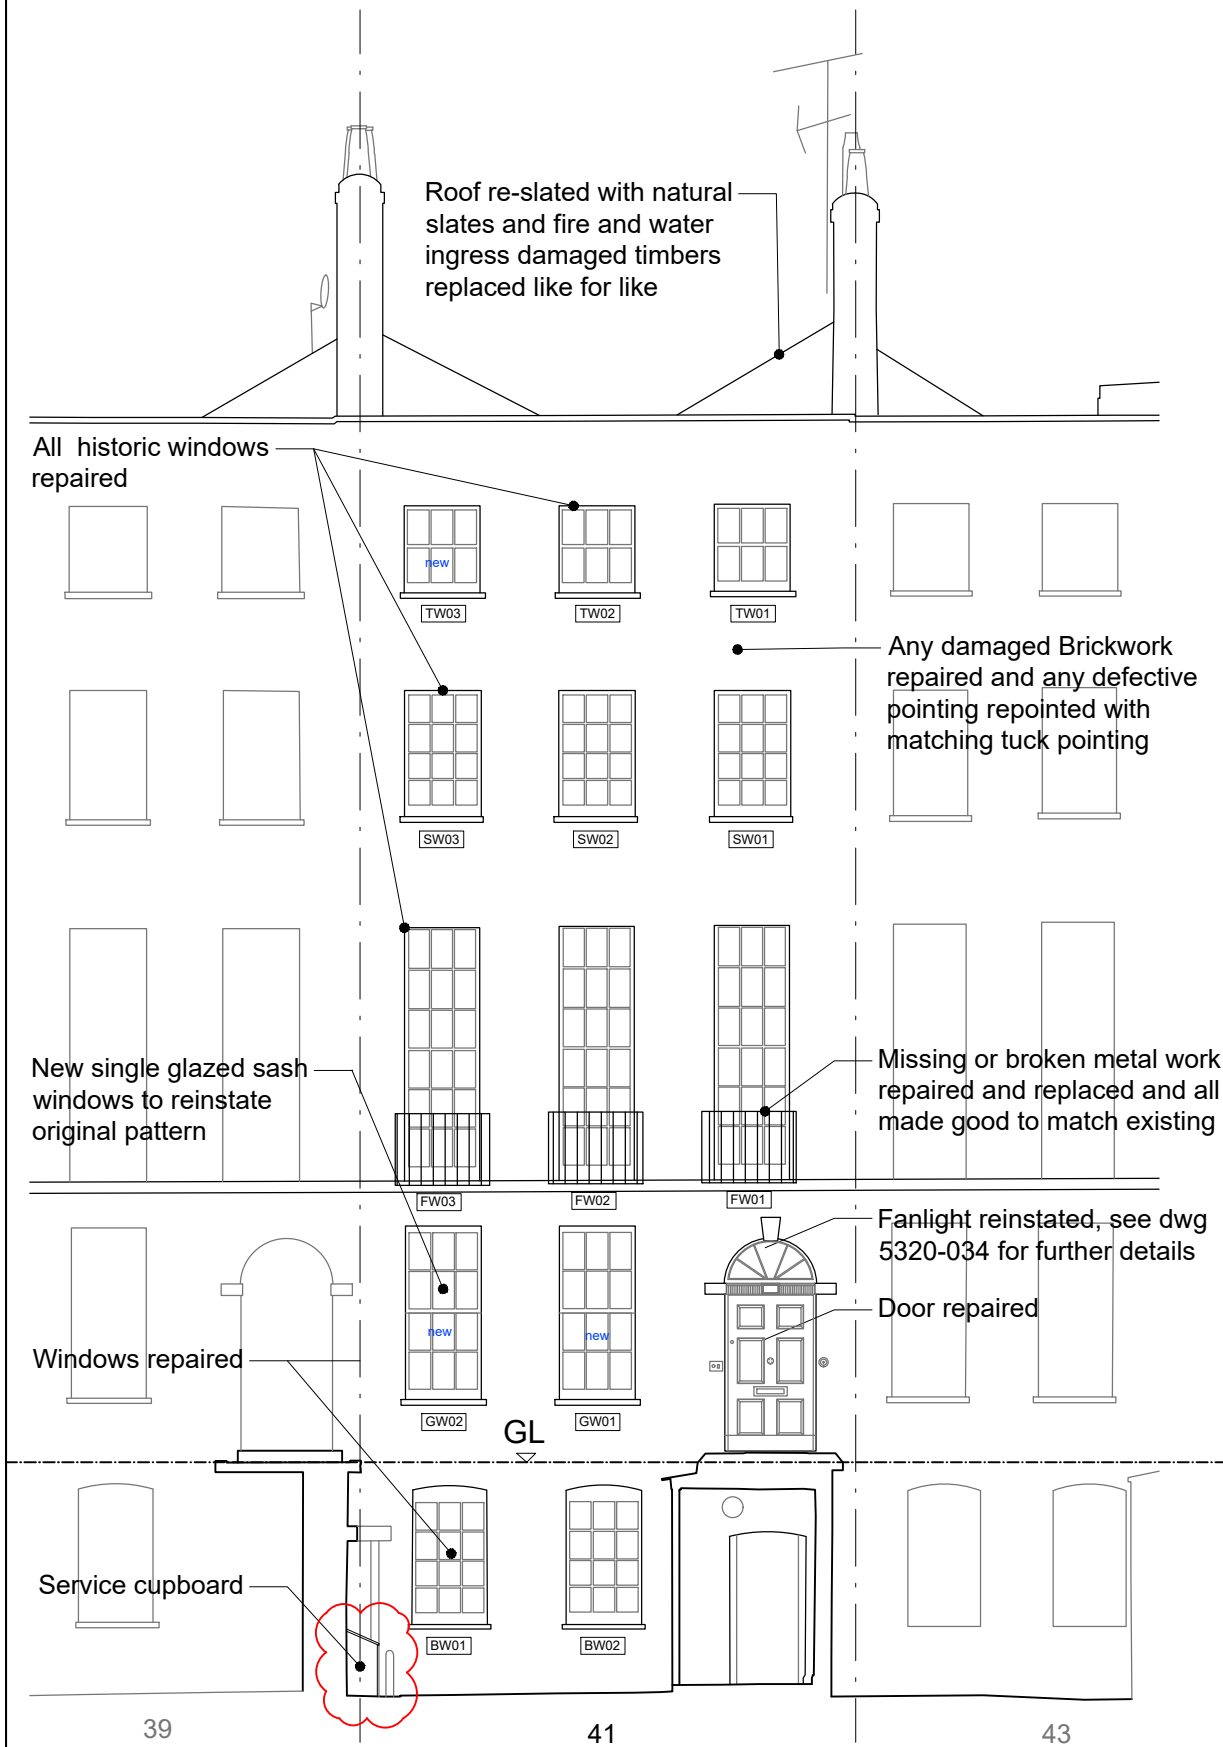 Roof re-slated with natural
slates and fire and water
ingress damaged timbers
replaced like for like
All historic windows
repaired
new
TW03
TW02
TW01
Any damaged Brickwork
repaired and any defective
pointing repointed with
matching tuck pointing
SW03
SW02
SW01
New single glazed sash
windows to reinstate
original pattern
Missing or broken metal work
repaired and replaced and all
made good to match existing
FW03
FW02
FW01
Fanlight reinstated, see dwg
5320-034 for further details
Door repaired
new
new
Windows repaired
GW02
GW01
GL
Service cupboard
BW01
BW02
39
41
43